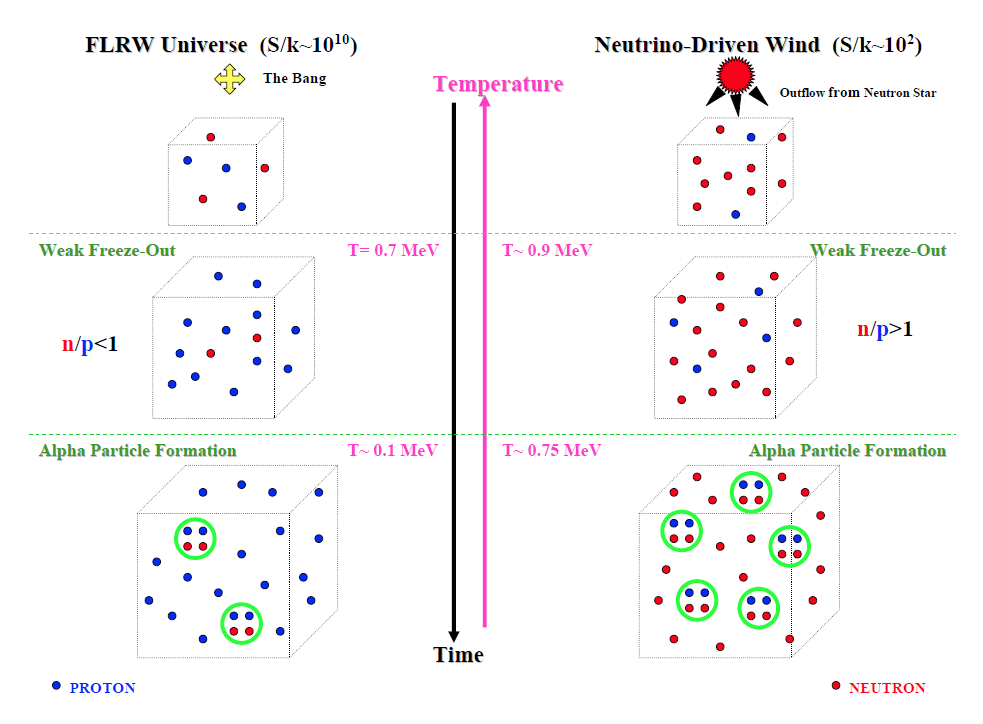 FLRW Universe (S/k~10¹⁰)
Neutrino-Driven Wind (S/k~10²)
The Bang
Temperature
Outflow from Neutron Star
Weak Freeze-Out
T= 0.7 MeV
T~ 0.9 MeV
Weak Freeze-Out
n/p<1
n/p>1
Alpha Particle Formation
T~ 0.1 MeV
T~ 0.75 MeV
Alpha Particle Formation
Time
PROTON
NEUTRON